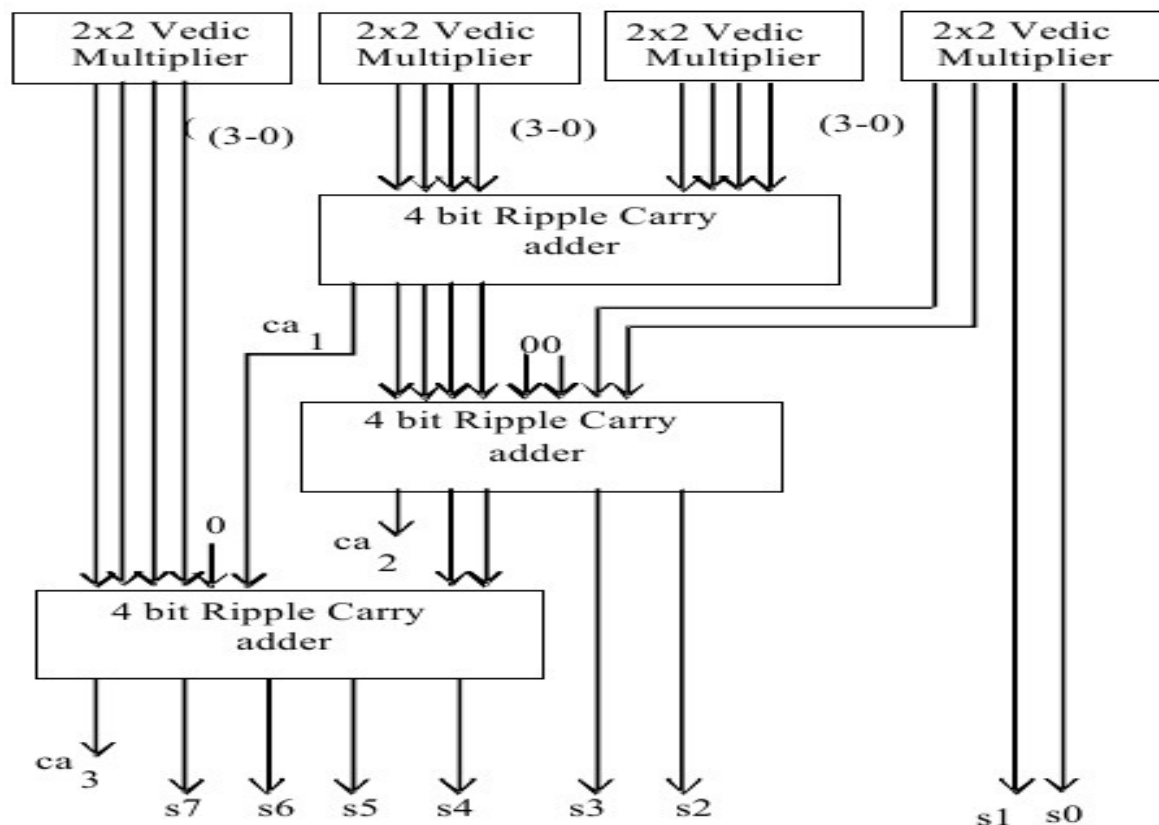 2x2 Vedic
Multiplier
2x2 Vedic
Multiplier
2x2 Vedic
Multiplier
2x2 Vedic
Multiplier
( (3-0)
(3-0)
(3-0)
4 bit Ripple Carry
adder
ca 1
00
4 bit Ripple Carry
adder
0
ca 2
4 bit Ripple Carry
adder
ca 3
s7 s6 s5 s4 s3 s2 s1 s0